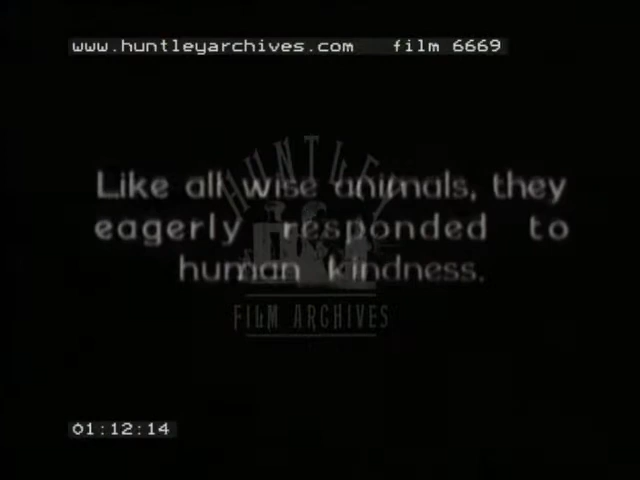 www.huntleyarchives.com film 6669
Like all wise animals, they
eagerly responded to
human kindness.
HUNTLEY
FILM ARCHIVES
01:12:14